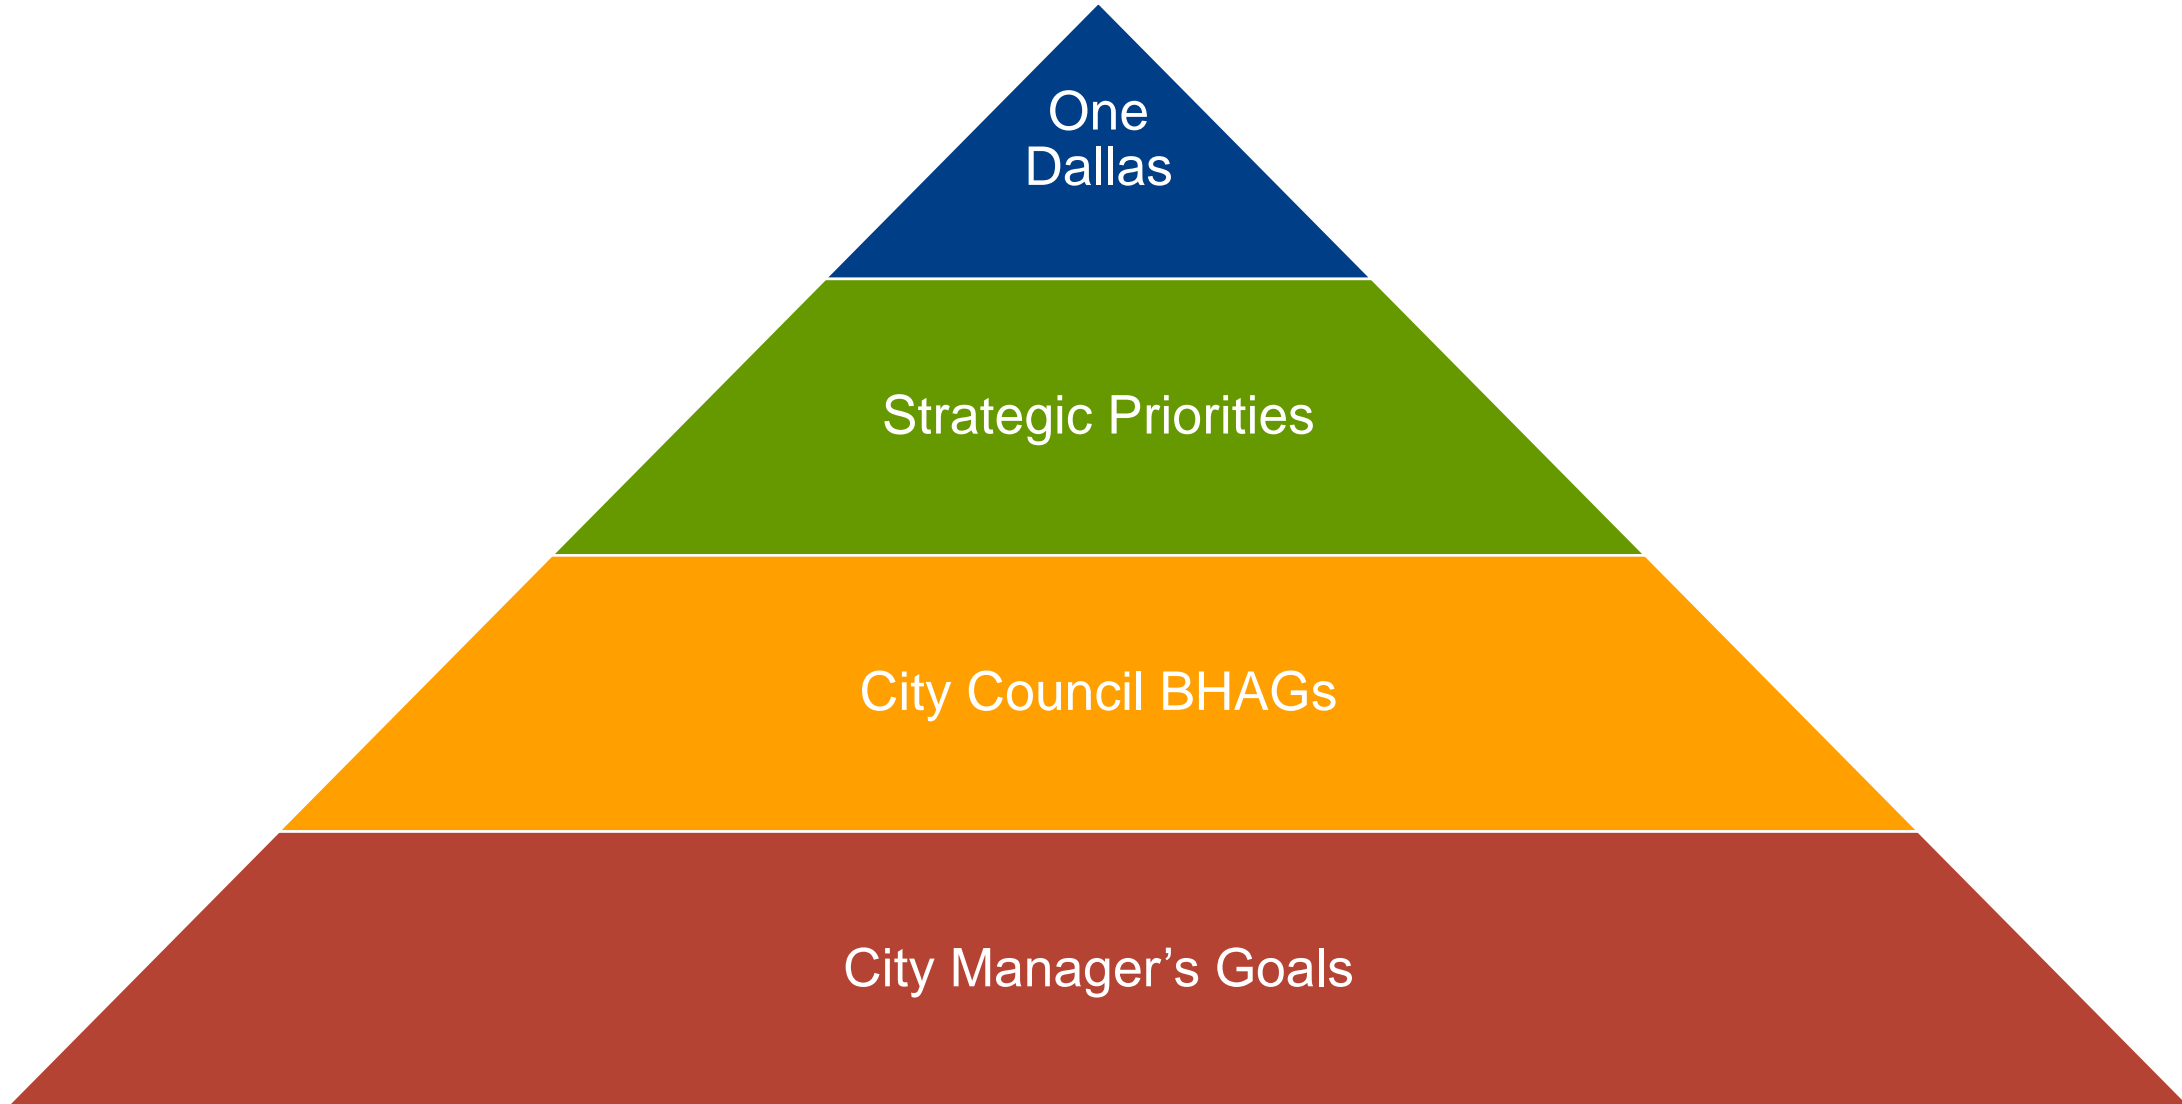 One
Dallas
Strategic Priorities
City Council BHAGs
City Manager’s Goals